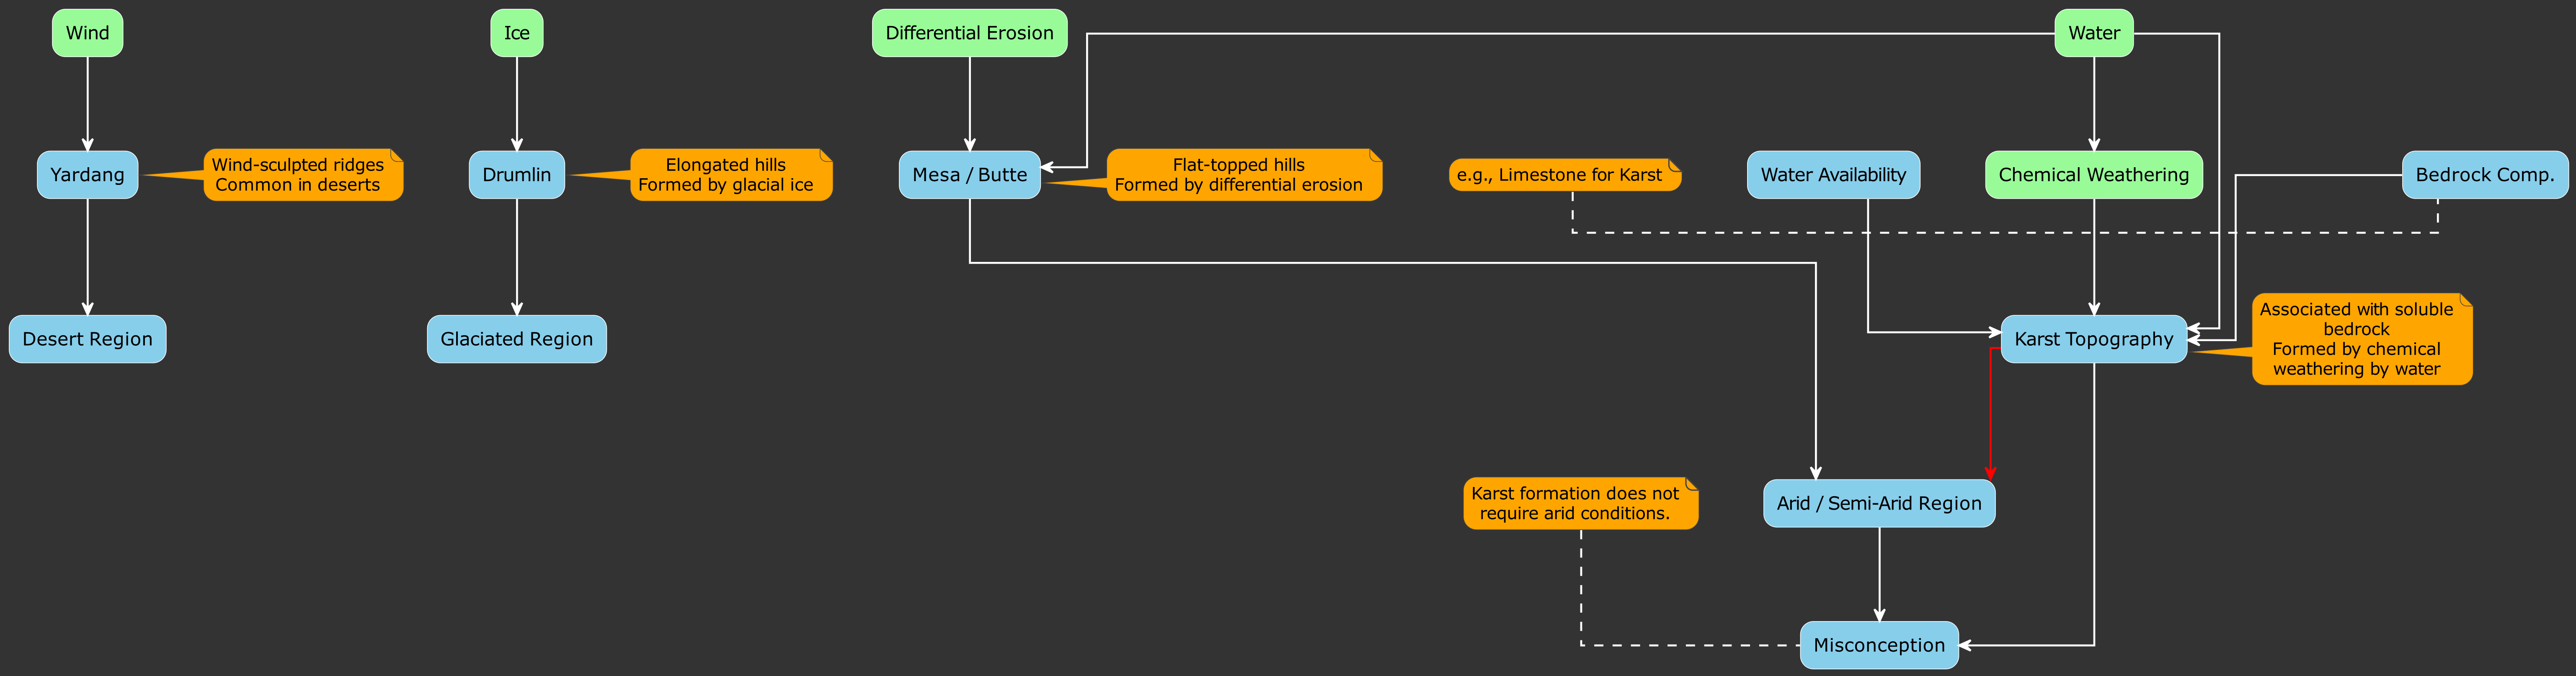 Wind
Ice
Differential Erosion
Water
Yardang
Wind-sculpted ridges
Common in deserts
Drumlin
Elongated hills
Formed by glacial ice
Mesa / Butte
Flat-topped hills
Formed by differential erosion
e.g., Limestone for Karst
Water Availability
Chemical Weathering
Bedrock Comp.
Desert Region
Glaciated Region
Karst Topography
Associated with soluble
bedrock
Formed by chemical
weathering by water
Karst formation does not
require arid conditions.
Arid / Semi-Arid Region
Misconception